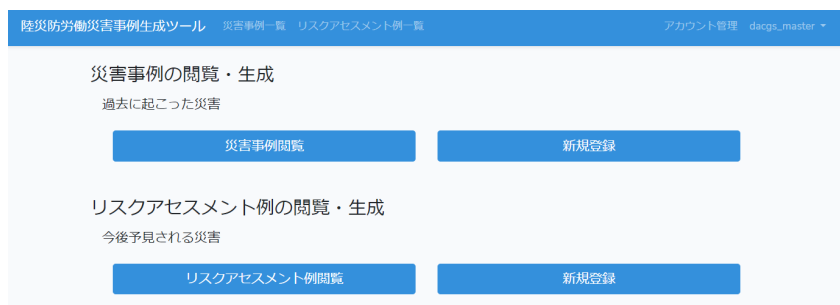 陸災防労働災害事例生成ツール 災害事例一覧 リスクアセスメント例一覧 アカウント管理 dacgs_master
災害事例の閲覧・生成
過去に起こった災害
災害事例閲覧 新規登録
リスクアセスメント例の閲覧・生成
今後予見される災害
リスクアセスメント例閲覧 新規登録